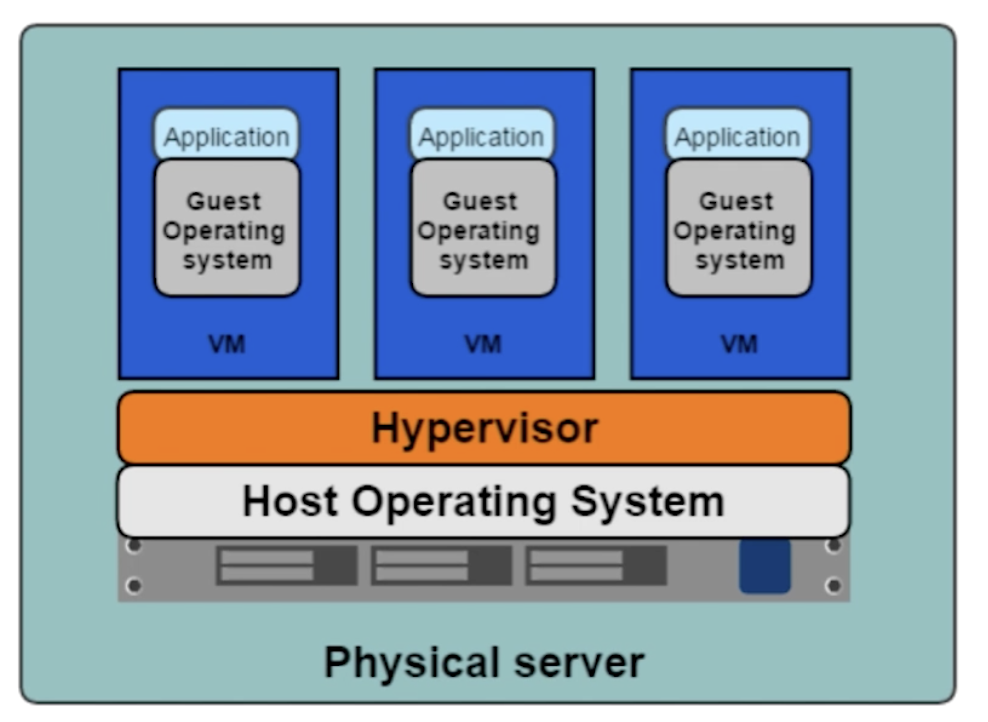 Application
Guest
Operating
system
VM
Application
Guest
Operating
system
VM
Application
Guest
Operating
system
VM
Hypervisor
Host Operating System
Physical server